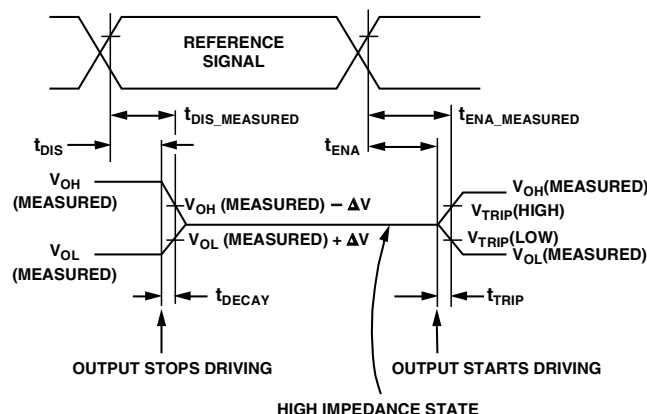 REFERENCE
SIGNAL
tDIS_MEASURED
tENA_MEASURED
tDIS
tENA
VOH
(MEASURED)
VOH (MEASURED) – ΔV
VOH(MEASURED)
VTRIP(HIGH)
VOL
(MEASURED)
VOL (MEASURED) + ΔV
VTRIP(LOW)
VOL(MEASURED)
tDECAY
tTRIP
OUTPUT STOPS DRIVING
OUTPUT STARTS DRIVING
HIGH IMPEDANCE STATE